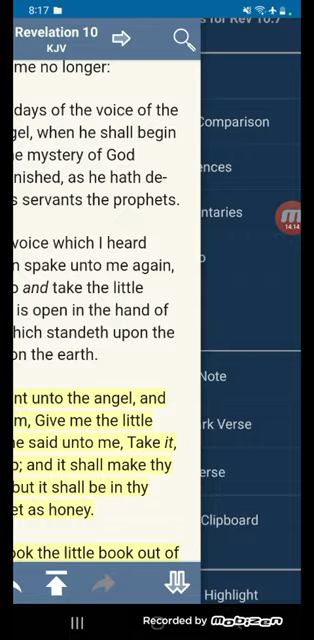 8:17
Revelation 10
KJV
s for Rev 10:7
me no longer:
days of the voice of the
gel, when he shall begin
e mystery of God
nished, as he hath de-
s servants the prophets.
voice which I heard
n spake unto me again,
o and take the little
is open in the hand of
hich standeth upon the
on the earth.
nt unto the angel, and
m, Give me the little
he said unto me, Take it,
p; and it shall make thy
but it shall be in thy
et as honey.
ook the little book out of
Comparison
ences
ntaries
14:14
o
Note
rk Verse
erse
Clipboard
Highlight
Recorded by mobizen